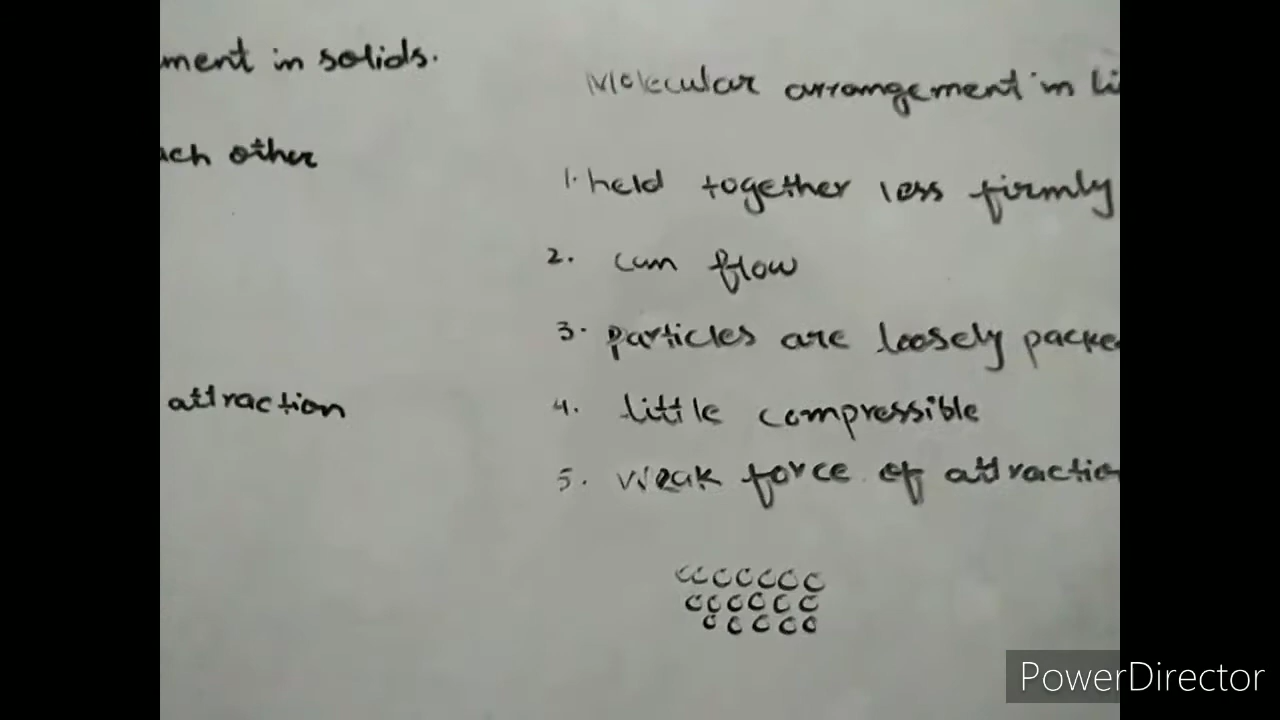 ment in solids.
ach other
attraction
Molecular arrangement in li
1. held together less firmly
2. can flow
3. particles are loosely packe
4. little compressible
5. weak force of attractio
PowerDirector